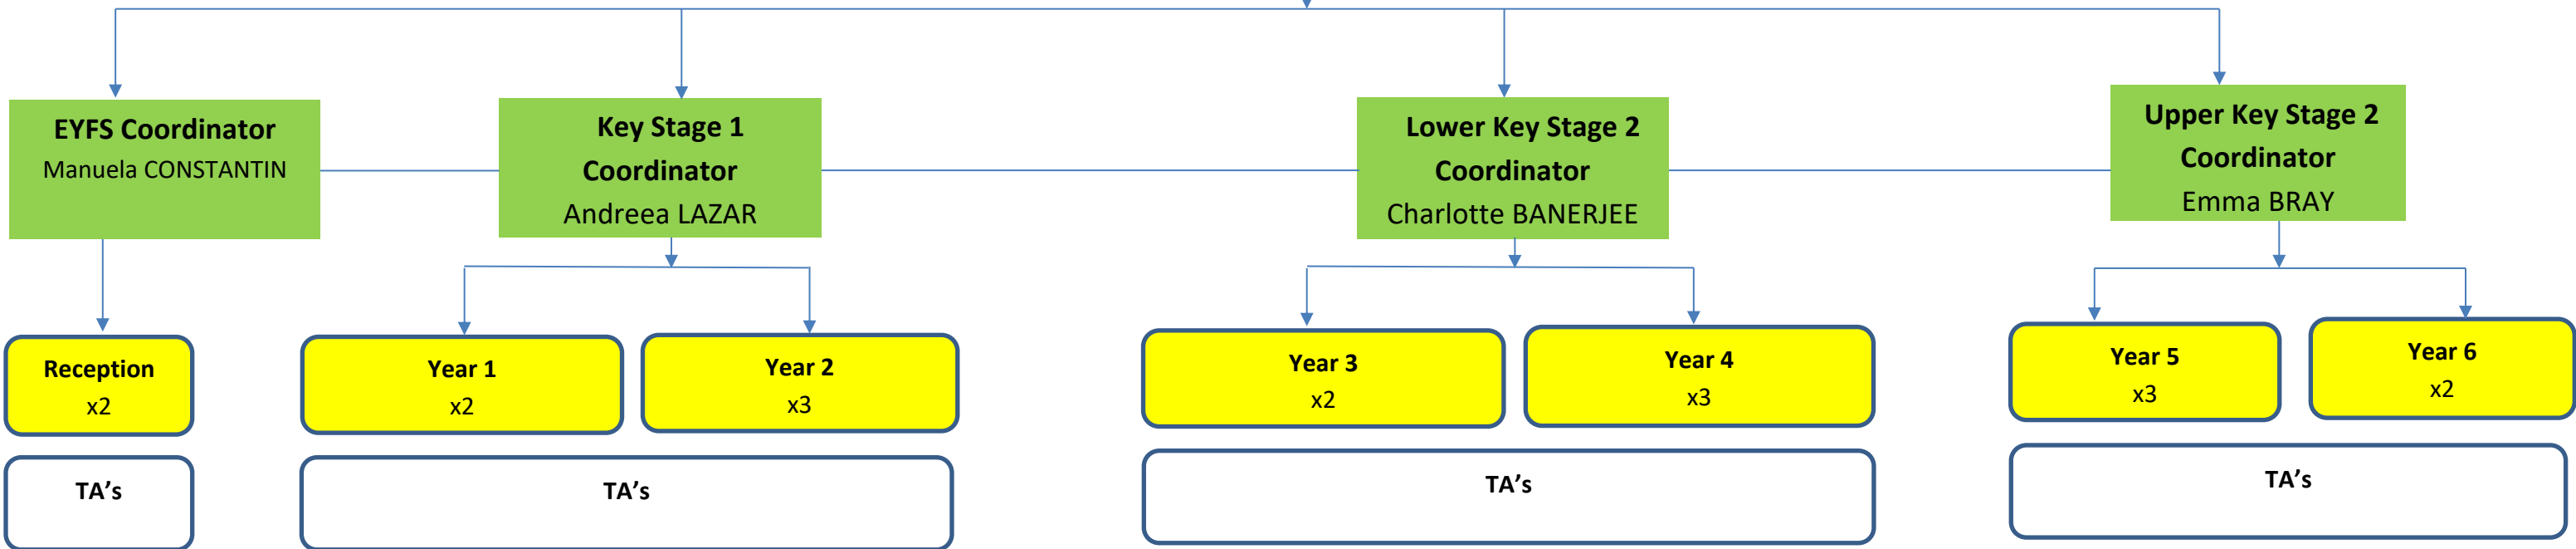 EYFS Coordinator
Manuela CONSTANTIN
Key Stage 1
Coordinator
Andreea LAZAR
Lower Key Stage 2
Coordinator
Charlotte BANERJEE
Upper Key Stage 2
Coordinator
Emma BRAY
Reception
x2
Year 1
x2
Year 2
x3
Year 3
x2
Year 4
x3
Year 5
x3
Year 6
x2
TA’s
TA’s
TA’s
TA’s